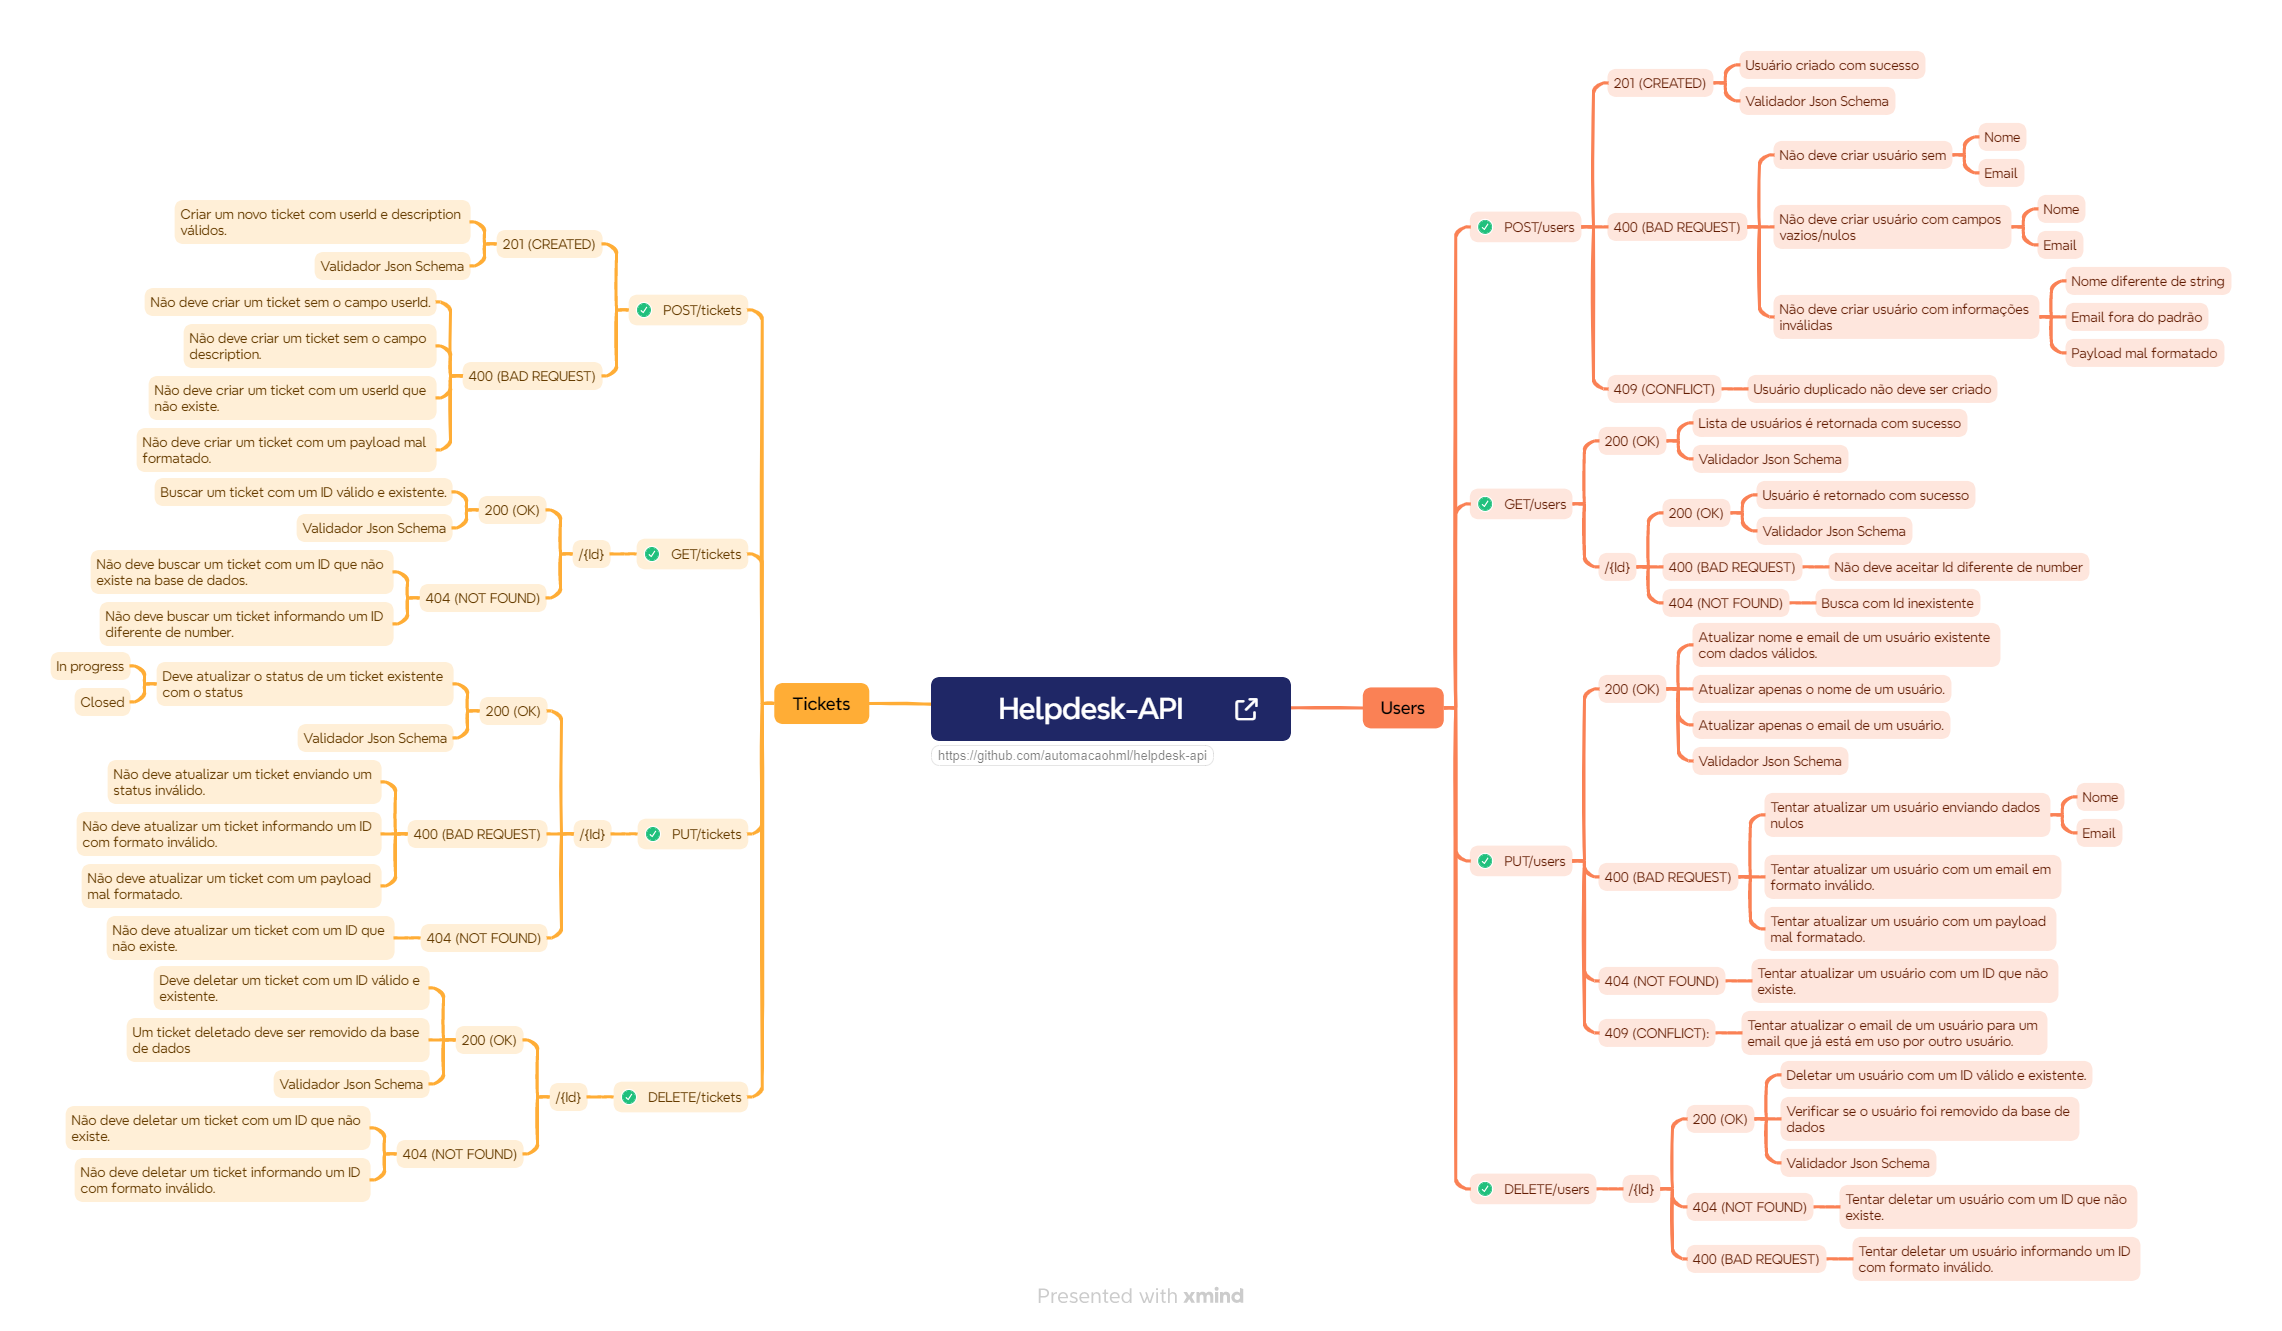 Helpdesk-API
https://github.com/automacaohml/helpdesk-api
Tickets
POST/tickets
201 (CREATED)
Criar um novo ticket com userId e description
válidos.
Validador Json Schema
400 (BAD REQUEST)
Não deve criar um ticket sem o campo userId.
Não deve criar um ticket sem o campo
description.
Não deve criar um ticket com um userId que
não existe.
Não deve criar um ticket com um payload mal
formatado.
GET/tickets
/{Id}
200 (OK)
Buscar um ticket com um ID válido e existente.
Validador Json Schema
404 (NOT FOUND)
Não deve buscar um ticket com um ID que não
existe na base de dados.
Não deve buscar um ticket informando um ID
diferente de number.
PUT/tickets
/{Id}
200 (OK)
Deve atualizar o status de um ticket existente
com o status
In progress
Closed
Validador Json Schema
400 (BAD REQUEST)
Não deve atualizar um ticket enviando um
status inválido.
Não deve atualizar um ticket informando um ID
com formato inválido.
Não deve atualizar um ticket com um payload
mal formatado.
404 (NOT FOUND)
Não deve atualizar um ticket com um ID que
não existe.
DELETE/tickets
/{Id}
200 (OK)
Deve deletar um ticket com um ID válido e
existente.
Um ticket deletado deve ser removido da base
de dados
Validador Json Schema
404 (NOT FOUND)
Não deve deletar um ticket com um ID que não
existe.
Não deve deletar um ticket informando um ID
com formato inválido.
Users
POST/users
201 (CREATED)
Usuário criado com sucesso
Validador Json Schema
400 (BAD REQUEST)
Não deve criar usuário sem
Nome
Email
Não deve criar usuário com campos
vazios/nulos
Nome
Email
Não deve criar usuário com informações
inválidas
Nome diferente de string
Email fora do padrão
Payload mal formatado
409 (CONFLICT)
Usuário duplicado não deve ser criado
GET/users
200 (OK)
Lista de usuários é retornada com sucesso
Validador Json Schema
/{Id}
200 (OK)
Usuário é retornado com sucesso
Validador Json Schema
400 (BAD REQUEST)
Não deve aceitar Id diferente de number
404 (NOT FOUND)
Busca com Id inexistente
PUT/users
200 (OK)
Atualizar nome e email de um usuário existente
com dados válidos.
Atualizar apenas o nome de um usuário.
Atualizar apenas o email de um usuário.
Validador Json Schema
400 (BAD REQUEST)
Tentar atualizar um usuário enviando dados
nulos
Nome
Email
Tentar atualizar um usuário com um email em
formato inválido.
Tentar atualizar um usuário com um payload
mal formatado.
404 (NOT FOUND)
Tentar atualizar um usuário com um ID que não
existe.
409 (CONFLICT):
Tentar atualizar o email de um usuário para um
email que já está em uso por outro usuário.
DELETE/users
/{Id}
200 (OK)
Deletar um usuário com um ID válido e existente.
Verificar se o usuário foi removido da base de
dados
Validador Json Schema
404 (NOT FOUND)
Tentar deletar um usuário com um ID que não
existe.
400 (BAD REQUEST)
Tentar deletar um usuário informando um ID
com formato inválido.
Presented with xmind